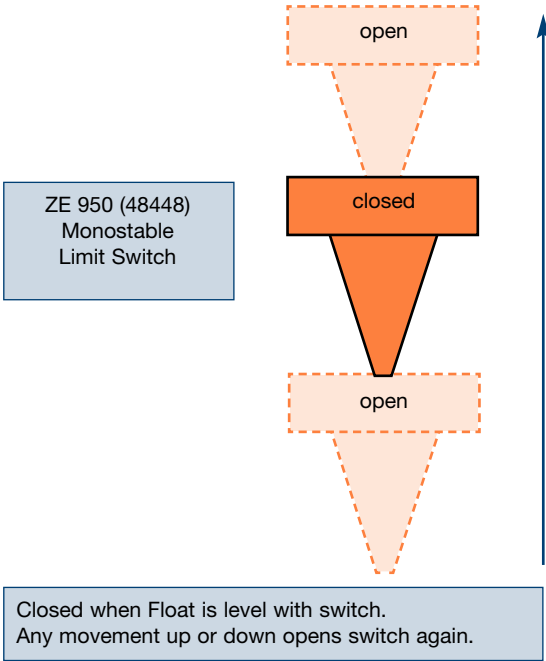 open
ZE 950 (48448)
Monostable
Limit Switch
closed
open
Closed when Float is level with switch.
Any movement up or down opens switch again.